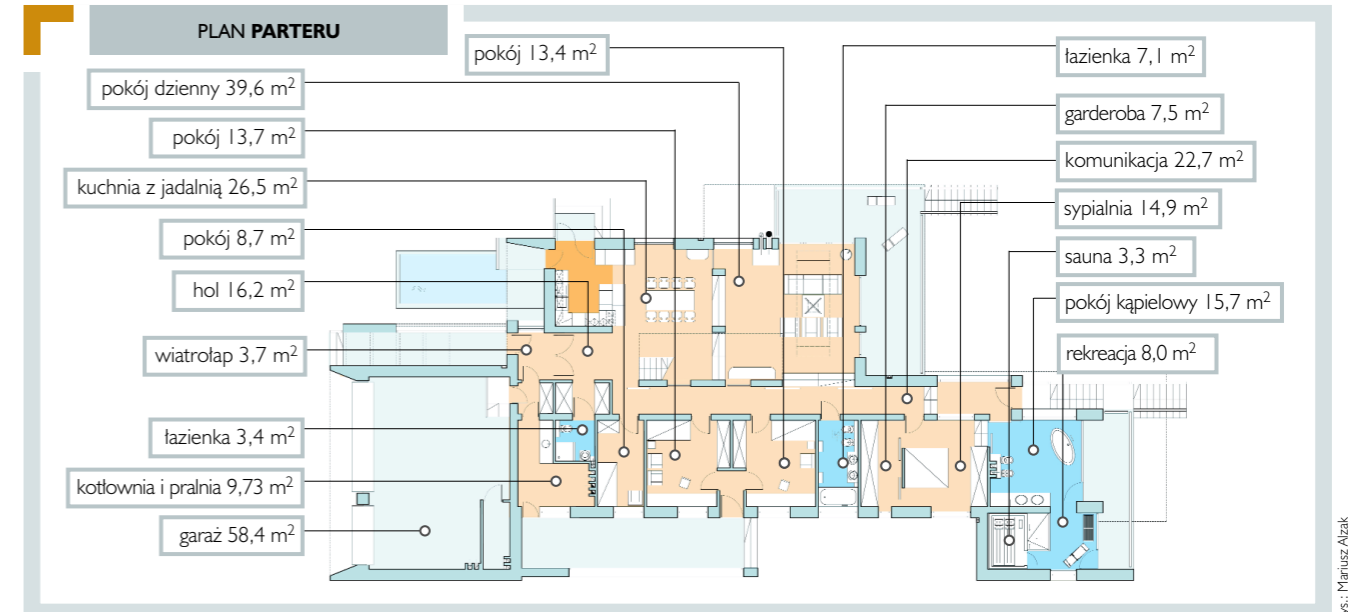 PLAN PARTERU
pokój 13,4 m²
pokój dzienny 39,6 m²
pokój 13,7 m²
kuchnia z jadalnią 26,5 m²
pokój 8,7 m²
hol 16,2 m²
wiatrołap 3,7 m²
łazienka 3,4 m²
kotłownia i pralnia 9,73 m²
garaż 58,4 m²
łazienka 7,1 m²
garderoba 7,5 m²
komunikacja 22,7 m²
sypialnia 14,9 m²
sauna 3,3 m²
pokój kąpielowy 15,7 m²
rekreacja 8,0 m²
ys.: Mariusz Alzak